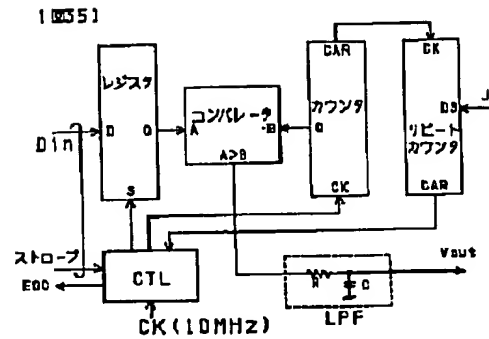 1図35]
レジスタ
D
Q
S
コンパレータ
A
B
A>B
CAR
カウンタ
Q
CK
CK
DS
リピート
カウンタ
CAR
J
Din
ストローブ
EOC
CTL
CK(10MHz)
R
C
LPF
Vout